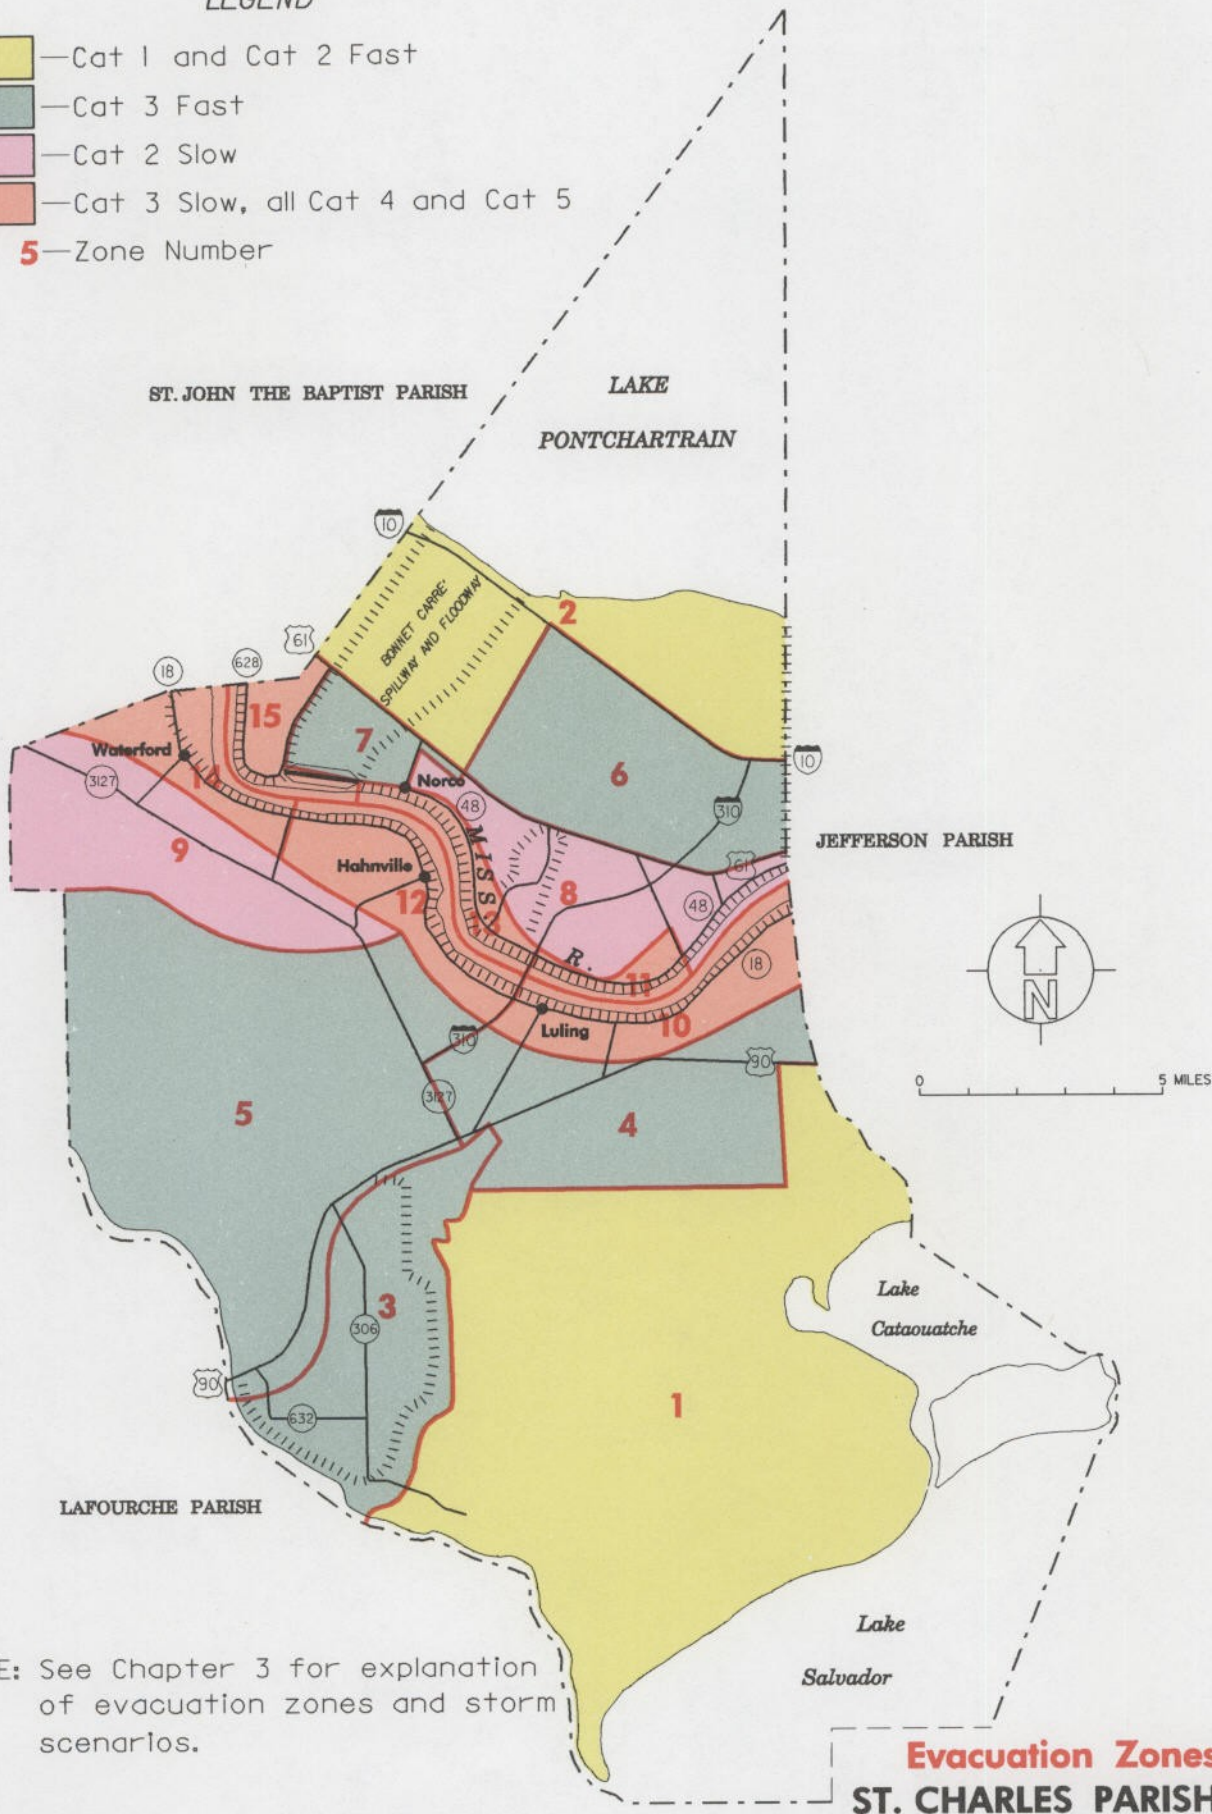 LEGEND
—Cat 1 and Cat 2 Fast
—Cat 3 Fast
—Cat 2 Slow
—Cat 3 Slow, all Cat 4 and Cat 5
5—Zone Number
ST. JOHN THE BAPTIST PARISH
LAKE
PONTCHARTRAIN
10
BONNET CARRE'
SPILLWAY AND FLOODWAY
2
61
18
628
15
7
Waterford
14
3127
Norco
48
6
10
310
JEFFERSON PARISH
61
9
Hahnville
12
MISS
R.
13
8
48
18
11
10
Luling
310
90
N
0
5 MILES
3127
5
4
3
306
Lake
Cataouatche
90
632
1
LAFOURCHE PARISH
Lake
Salvador
E: See Chapter 3 for explanation
of evacuation zones and storm
scenarios.
Evacuation Zones
ST. CHARLES PARISH